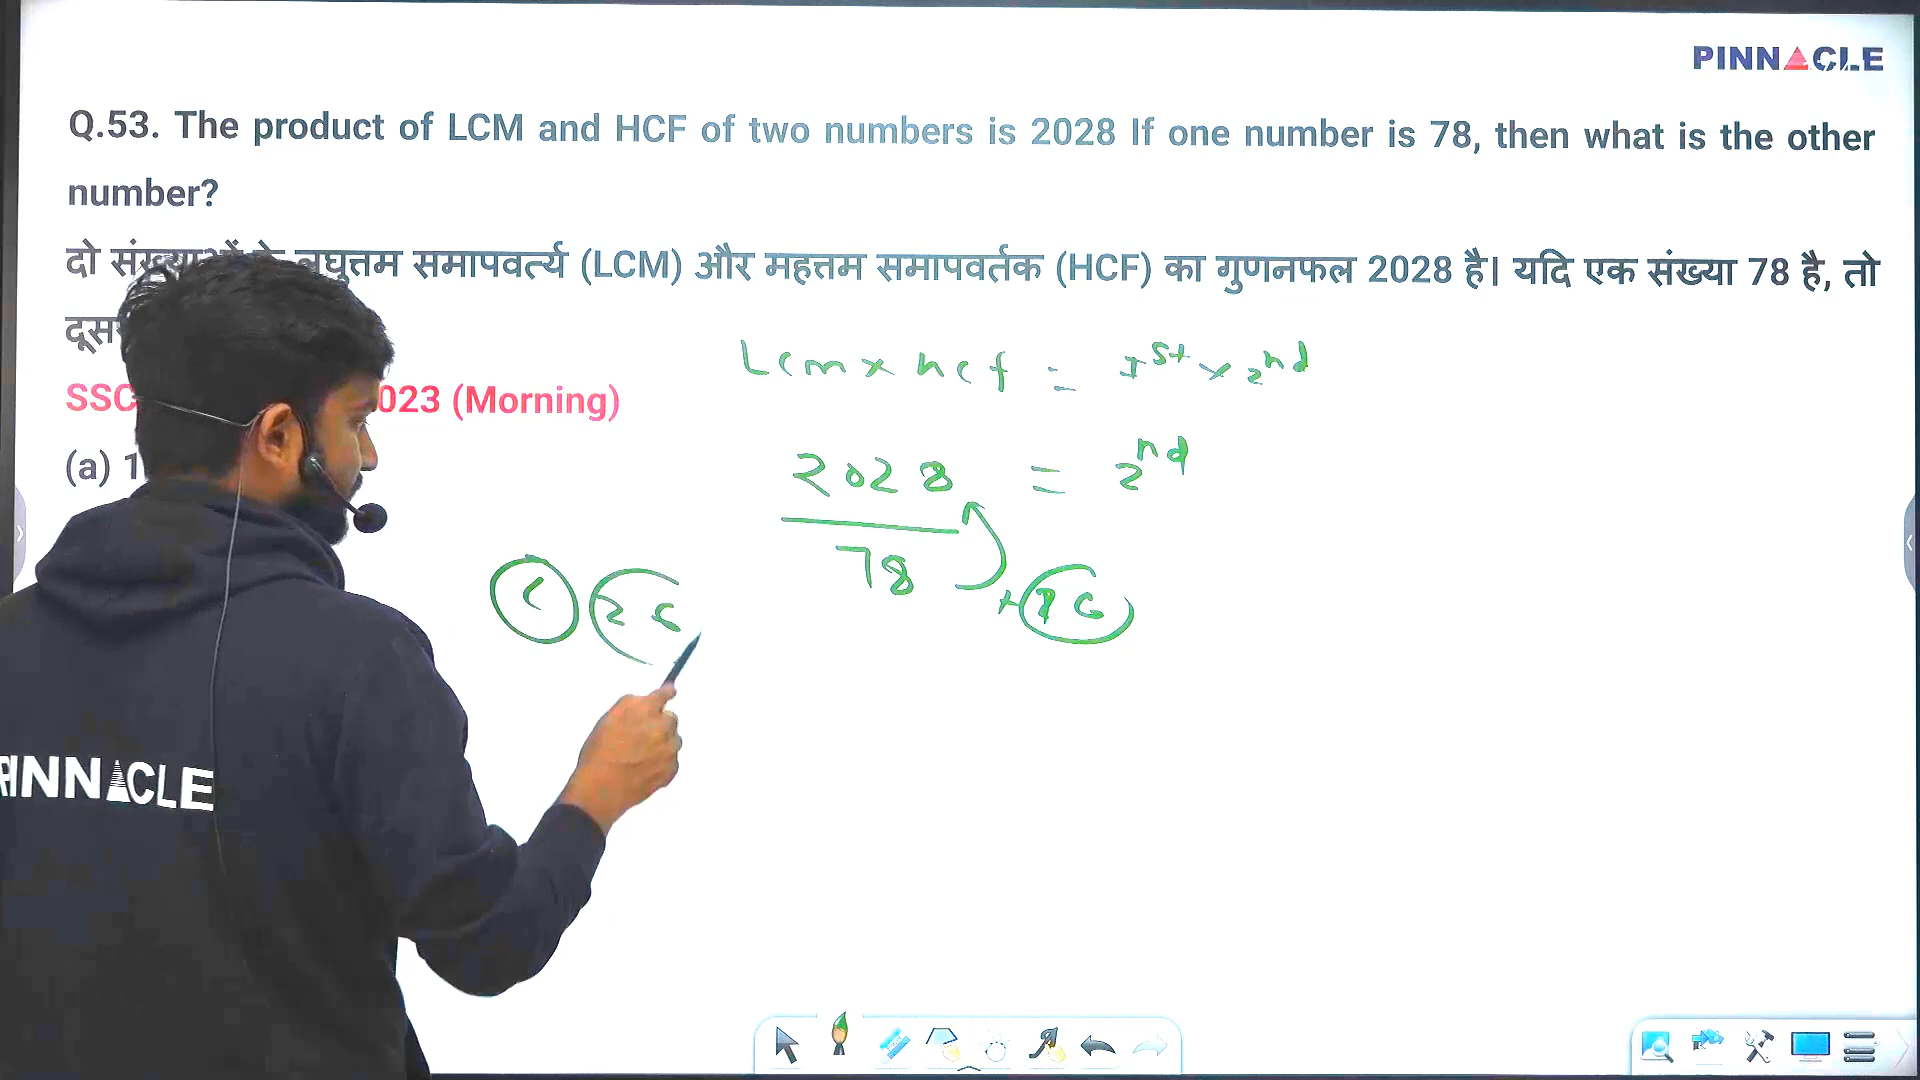 PINNACLE
Q.53. The product of LCM and HCF of two numbers is 2028 If one number is 78, then what is the other
number?
दो संख्याओं के लघुत्तम समापवर्त्य (LCM) और महत्तम समापवर्तक (HCF) का गुणनफल 2028 है। यदि एक संख्या 78 है, तो
Lcm x hcf = 1st x 2nd
SSC 023 (Morning)
(a) 1
2028 = 2nd
78
26
PINNACLE